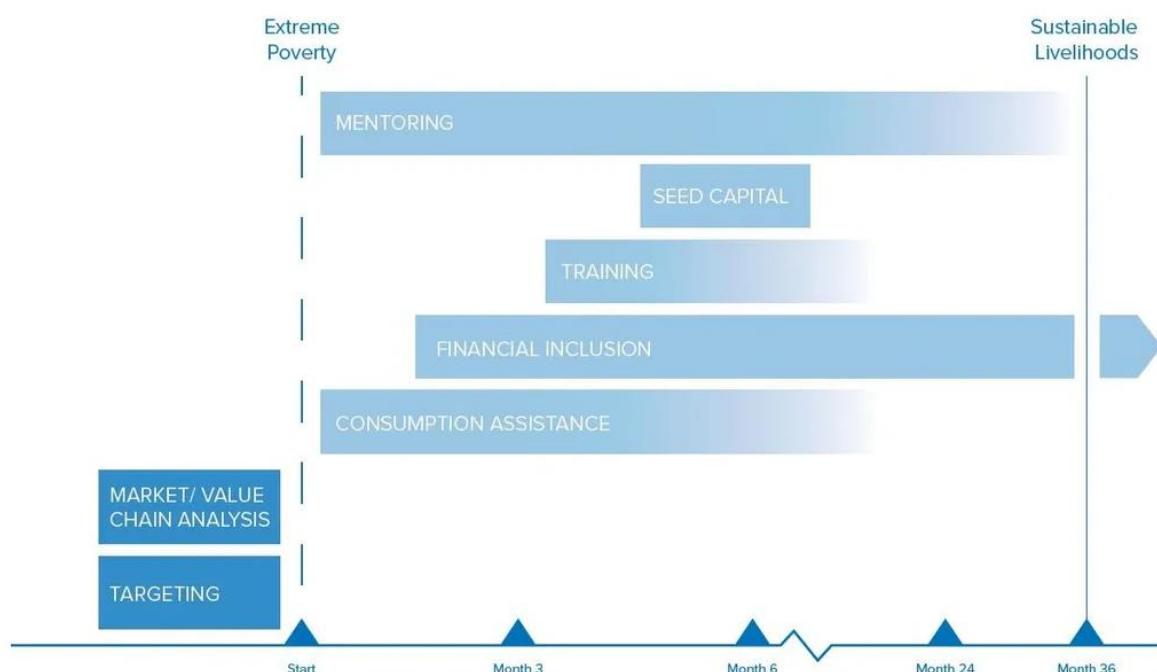 Extreme
Poverty
Sustainable
Livelihoods
MENTORING
SEED CAPITAL
TRAINING
FINANCIAL INCLUSION
CONSUMPTION ASSISTANCE
MARKET/ VALUE
CHAIN ANALYSIS
TARGETING
Start
Month 3
Month 6
Month 24
Month 36